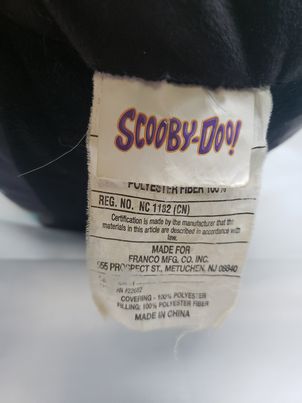 SCOOBY-DOO!
POLYESTER FIBER 100%
REG. NO. NC 1182 (CN)
Certification is made by the manufacturer that the
materials in this article are described in accordance with
law.
MADE FOR
FRANCO MFG. CO. INC.
555 PROSPECT ST., METUCHEN, NJ 08840
RN #22682
COVERING - 100% POLYESTER
FILLING: 100% POLYESTER FIBER
MADE IN CHINA